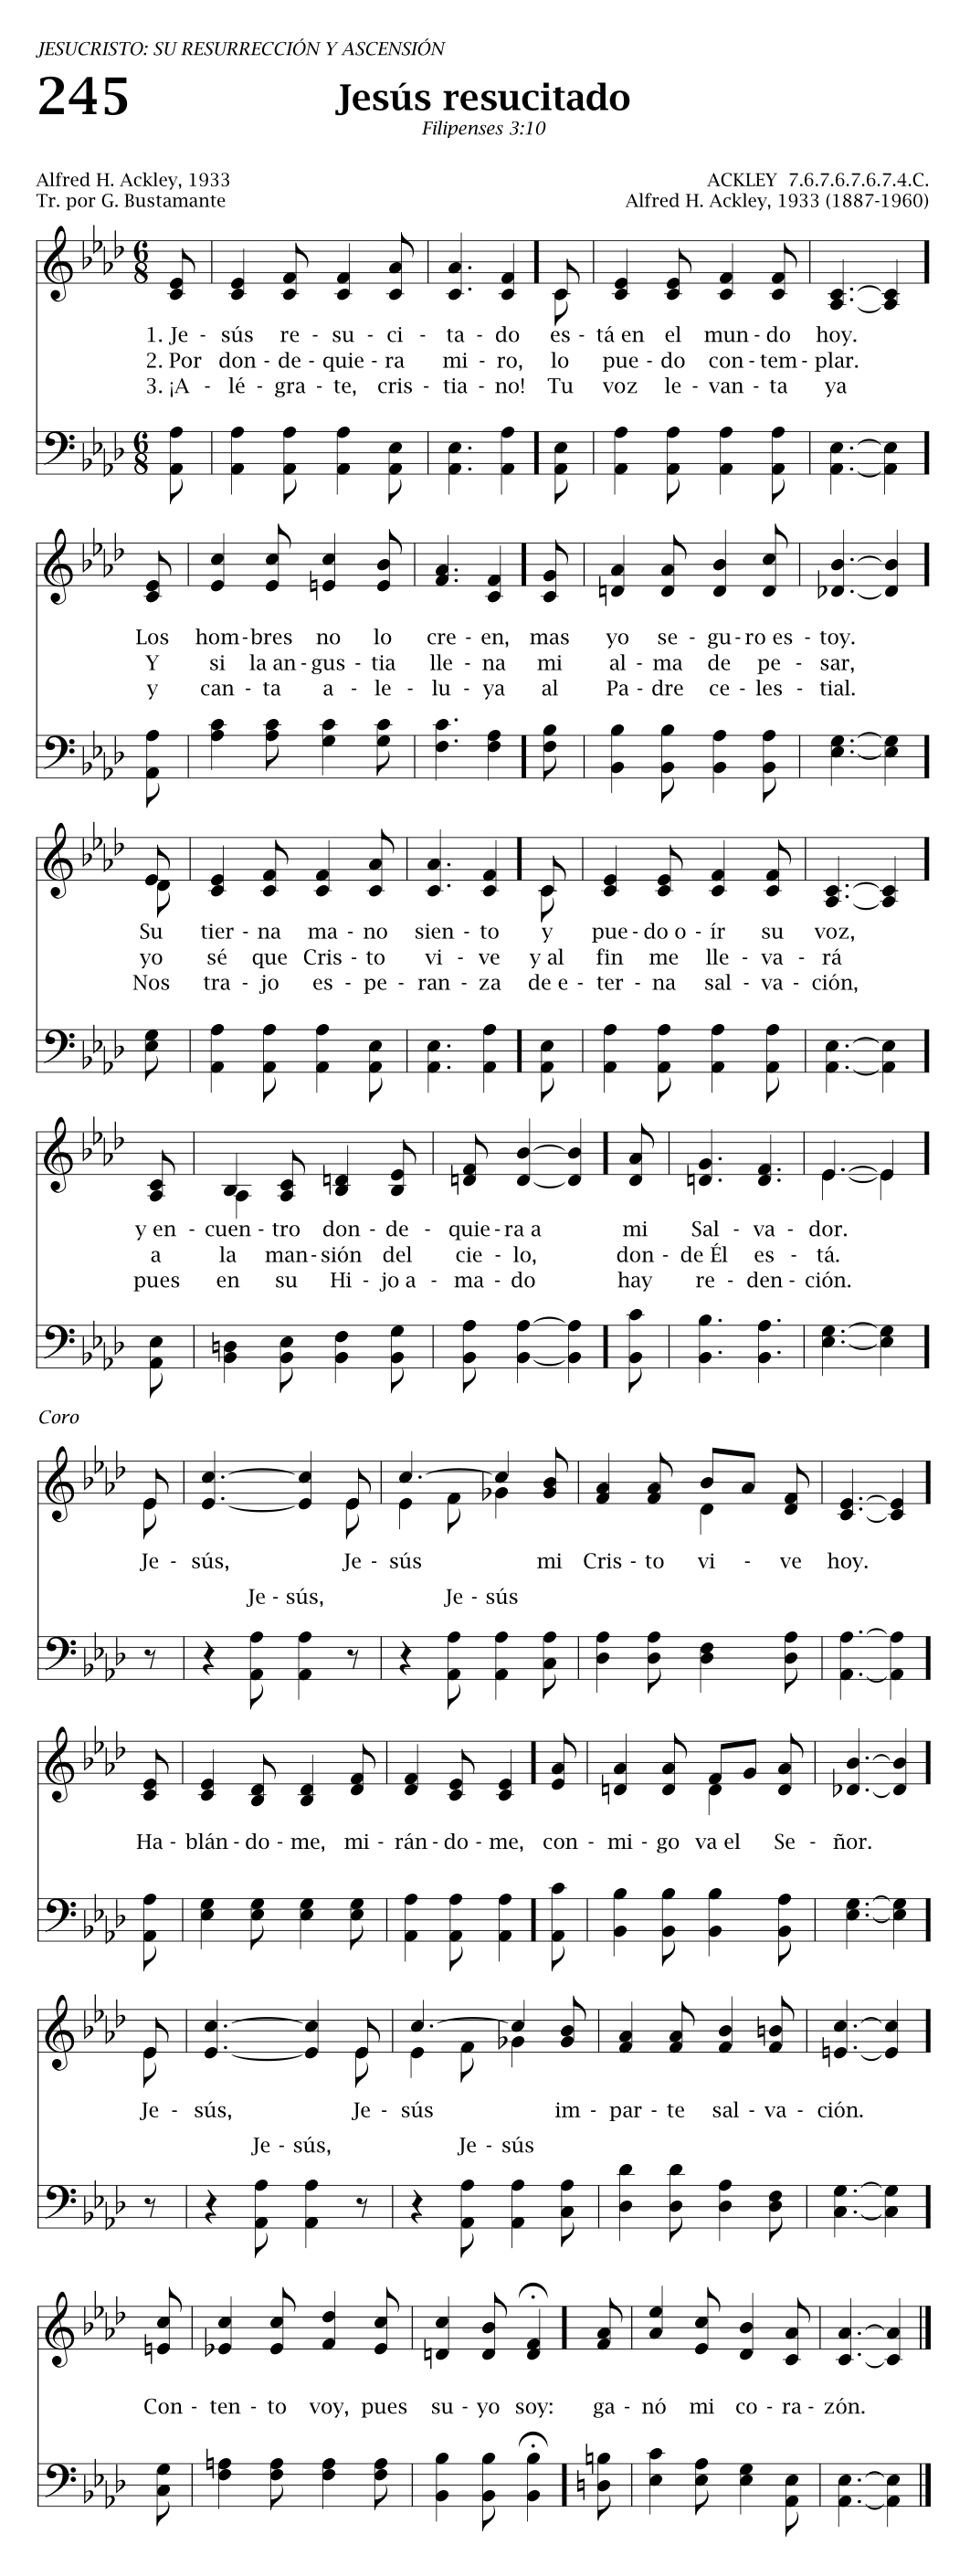 JESUCRISTO: SU RESURRECCIÓN Y ASCENSIÓN
245 Jesús resucitado
Filipenses 3:10
Alfred H. Ackley, 1933 ACKLEY 7.6.7.6.7.6.7.4.C.
Tr. por G. Bustamante Alfred H. Ackley, 1933 (1887-1960)
1. Je - sús re - su - ci - ta - do es - tá en el mun - do hoy.
2. Por don - de - quie - ra mi - ro, lo pue - do con - tem - plar.
3. ¡A - lé - gra - te, cris - tia - no! Tu voz le - van - ta ya
Los hom - bres no lo cre - en, mas yo se - gu - ro es - toy.
Y si la an - gus - tia lle - na mi al - ma de pe - sar,
y can - ta a - le - lu - ya al Pa - dre ce - les - tial.
Su tier - na ma - no sien - to y pue - do o - ír su voz,
yo sé que Cris - to vi - ve y al fin me lle - va - rá
Nos tra - jo es - pe - ran - za de e - ter - na sal - va - ción,
y en - cuen - tro don - de - quie - ra a mi Sal - va - dor.
a la man - sión del cie - lo, don - de Él es - tá.
pues en su Hi - jo a - ma - do hay re - den - ción.
Coro
Je - sús, Je - sús mi Cris - to vi - ve hoy.
Je - sús, Je - sús
Ha - blán - do - me, mi - rán - do - me, con - mi - go va el Se - ñor.
Je - sús, Je - sús im - par - te sal - va - ción.
Je - sús, Je - sús
Con - ten - to voy, pues su - yo soy: ga - nó mi co - ra - zón.